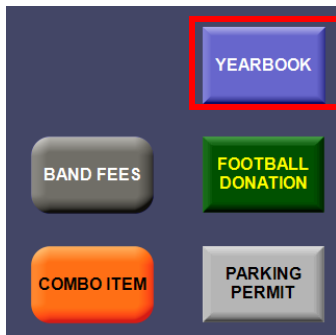 YEARBOOK
BAND FEES
FOOTBALL
DONATION
COMBO ITEM
PARKING
PERMIT